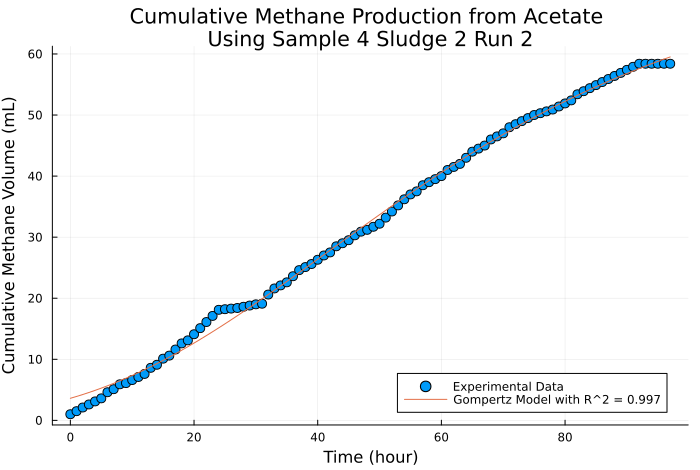 Cumulative Methane Production from Acetate
Using Sample 4 Sludge 2 Run 2
Cumulative Methane Volume (mL)
60
50
40
30
20
10
0
0
20
40
60
80
Time (hour)
Experimental Data
Gompertz Model with R^2 = 0.997